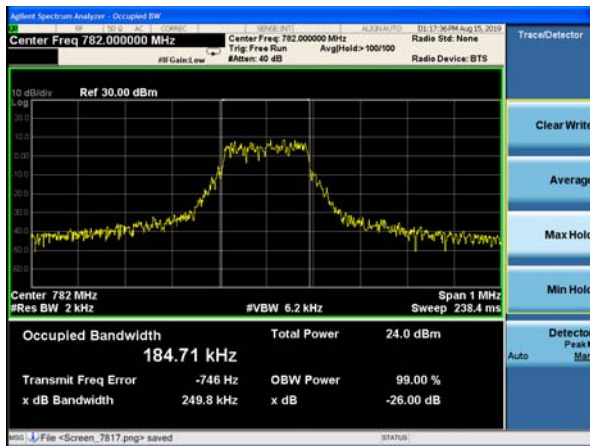 Agilent Spectrum Analyzer - Occupied BW
RF 50 Ω AC CORREC SENSE:INT ALIGNAUTO 01:17:36 PM Aug 15, 2019
Center Freq 782.000000 MHz
Center Freq: 782.000000 MHz
Radio Std: None
Trig: Free Run Avg|Hold:> 100/100
#IFGain:Low #Atten: 40 dB Radio Device: BTS
10 dB/div Ref 30.00 dBm
Log
20.0
10.0
0.00
-10.0
-20.0
-30.0
-40.0
-50.0
-60.0
Center 782 MHz Span 1 MHz
#Res BW 2 kHz #VBW 6.2 kHz Sweep 238.4 ms
Occupied Bandwidth Total Power 24.0 dBm
184.71 kHz
Transmit Freq Error -746 Hz OBW Power 99.00 %
x dB Bandwidth 249.8 kHz x dB -26.00 dB
MSG File <Screen_7817.png> saved STATUS
Trace/Detector
Clear Write
Average
Max Hold
Min Hold
Detector
Peak
Auto Man